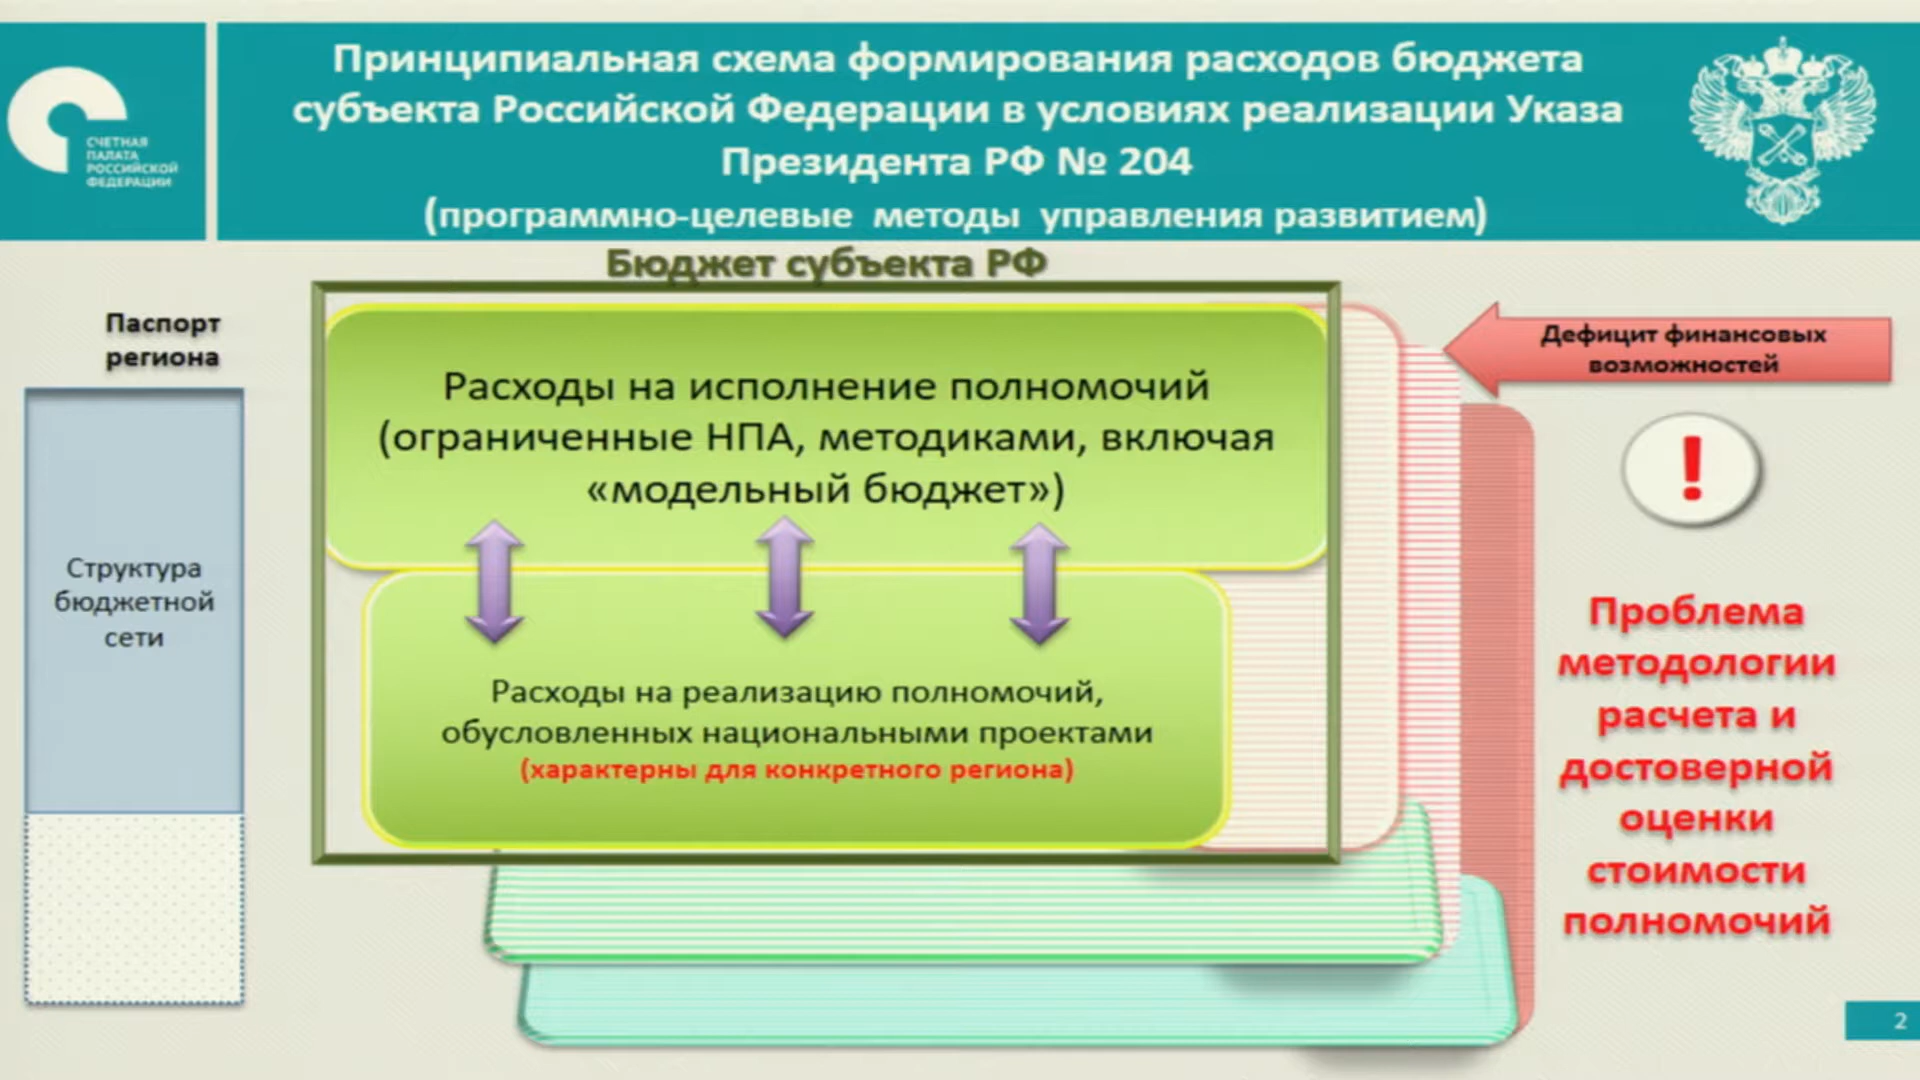 СЧЕТНАЯ
ПАЛАТА
РОССИЙСКОЙ
ФЕДЕРАЦИИ
Принципиальная схема формирования расходов бюджета
субъекта Российской Федерации в условиях реализации Указа
Президента РФ № 204
(программно-целевые методы управления развитием)
Бюджет субъекта РФ
Паспорт
региона
Структура
бюджетной
сети
Расходы на исполнение полномочий
(ограниченные НПА, методиками, включая
«модельный бюджет»)
Расходы на реализацию полномочий,
обусловленных национальными проектами
(характерны для конкретного региона)
Дефицит финансовых
возможностей
!
Проблема
методологии
расчета и
достоверной
оценки
стоимости
полномочий
2